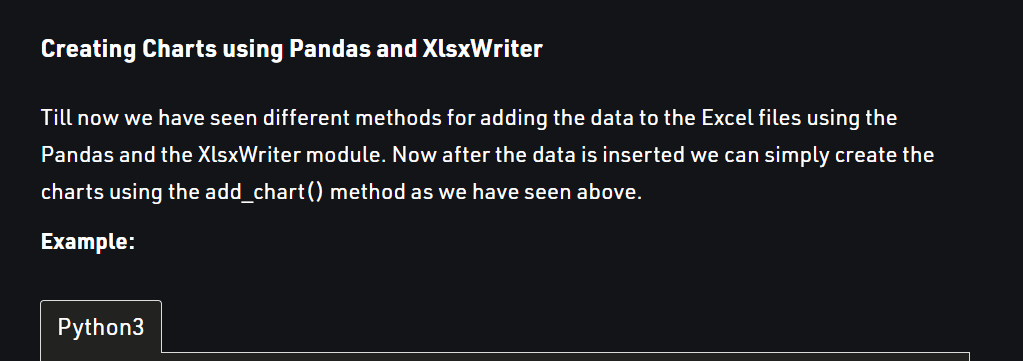 Creating Charts using Pandas and XlsxWriter
Till now we have seen different methods for adding the data to the Excel files using the
Pandas and the XlsxWriter module. Now after the data is inserted we can simply create the
charts using the add_chart() method as we have seen above.
Example:
Python3